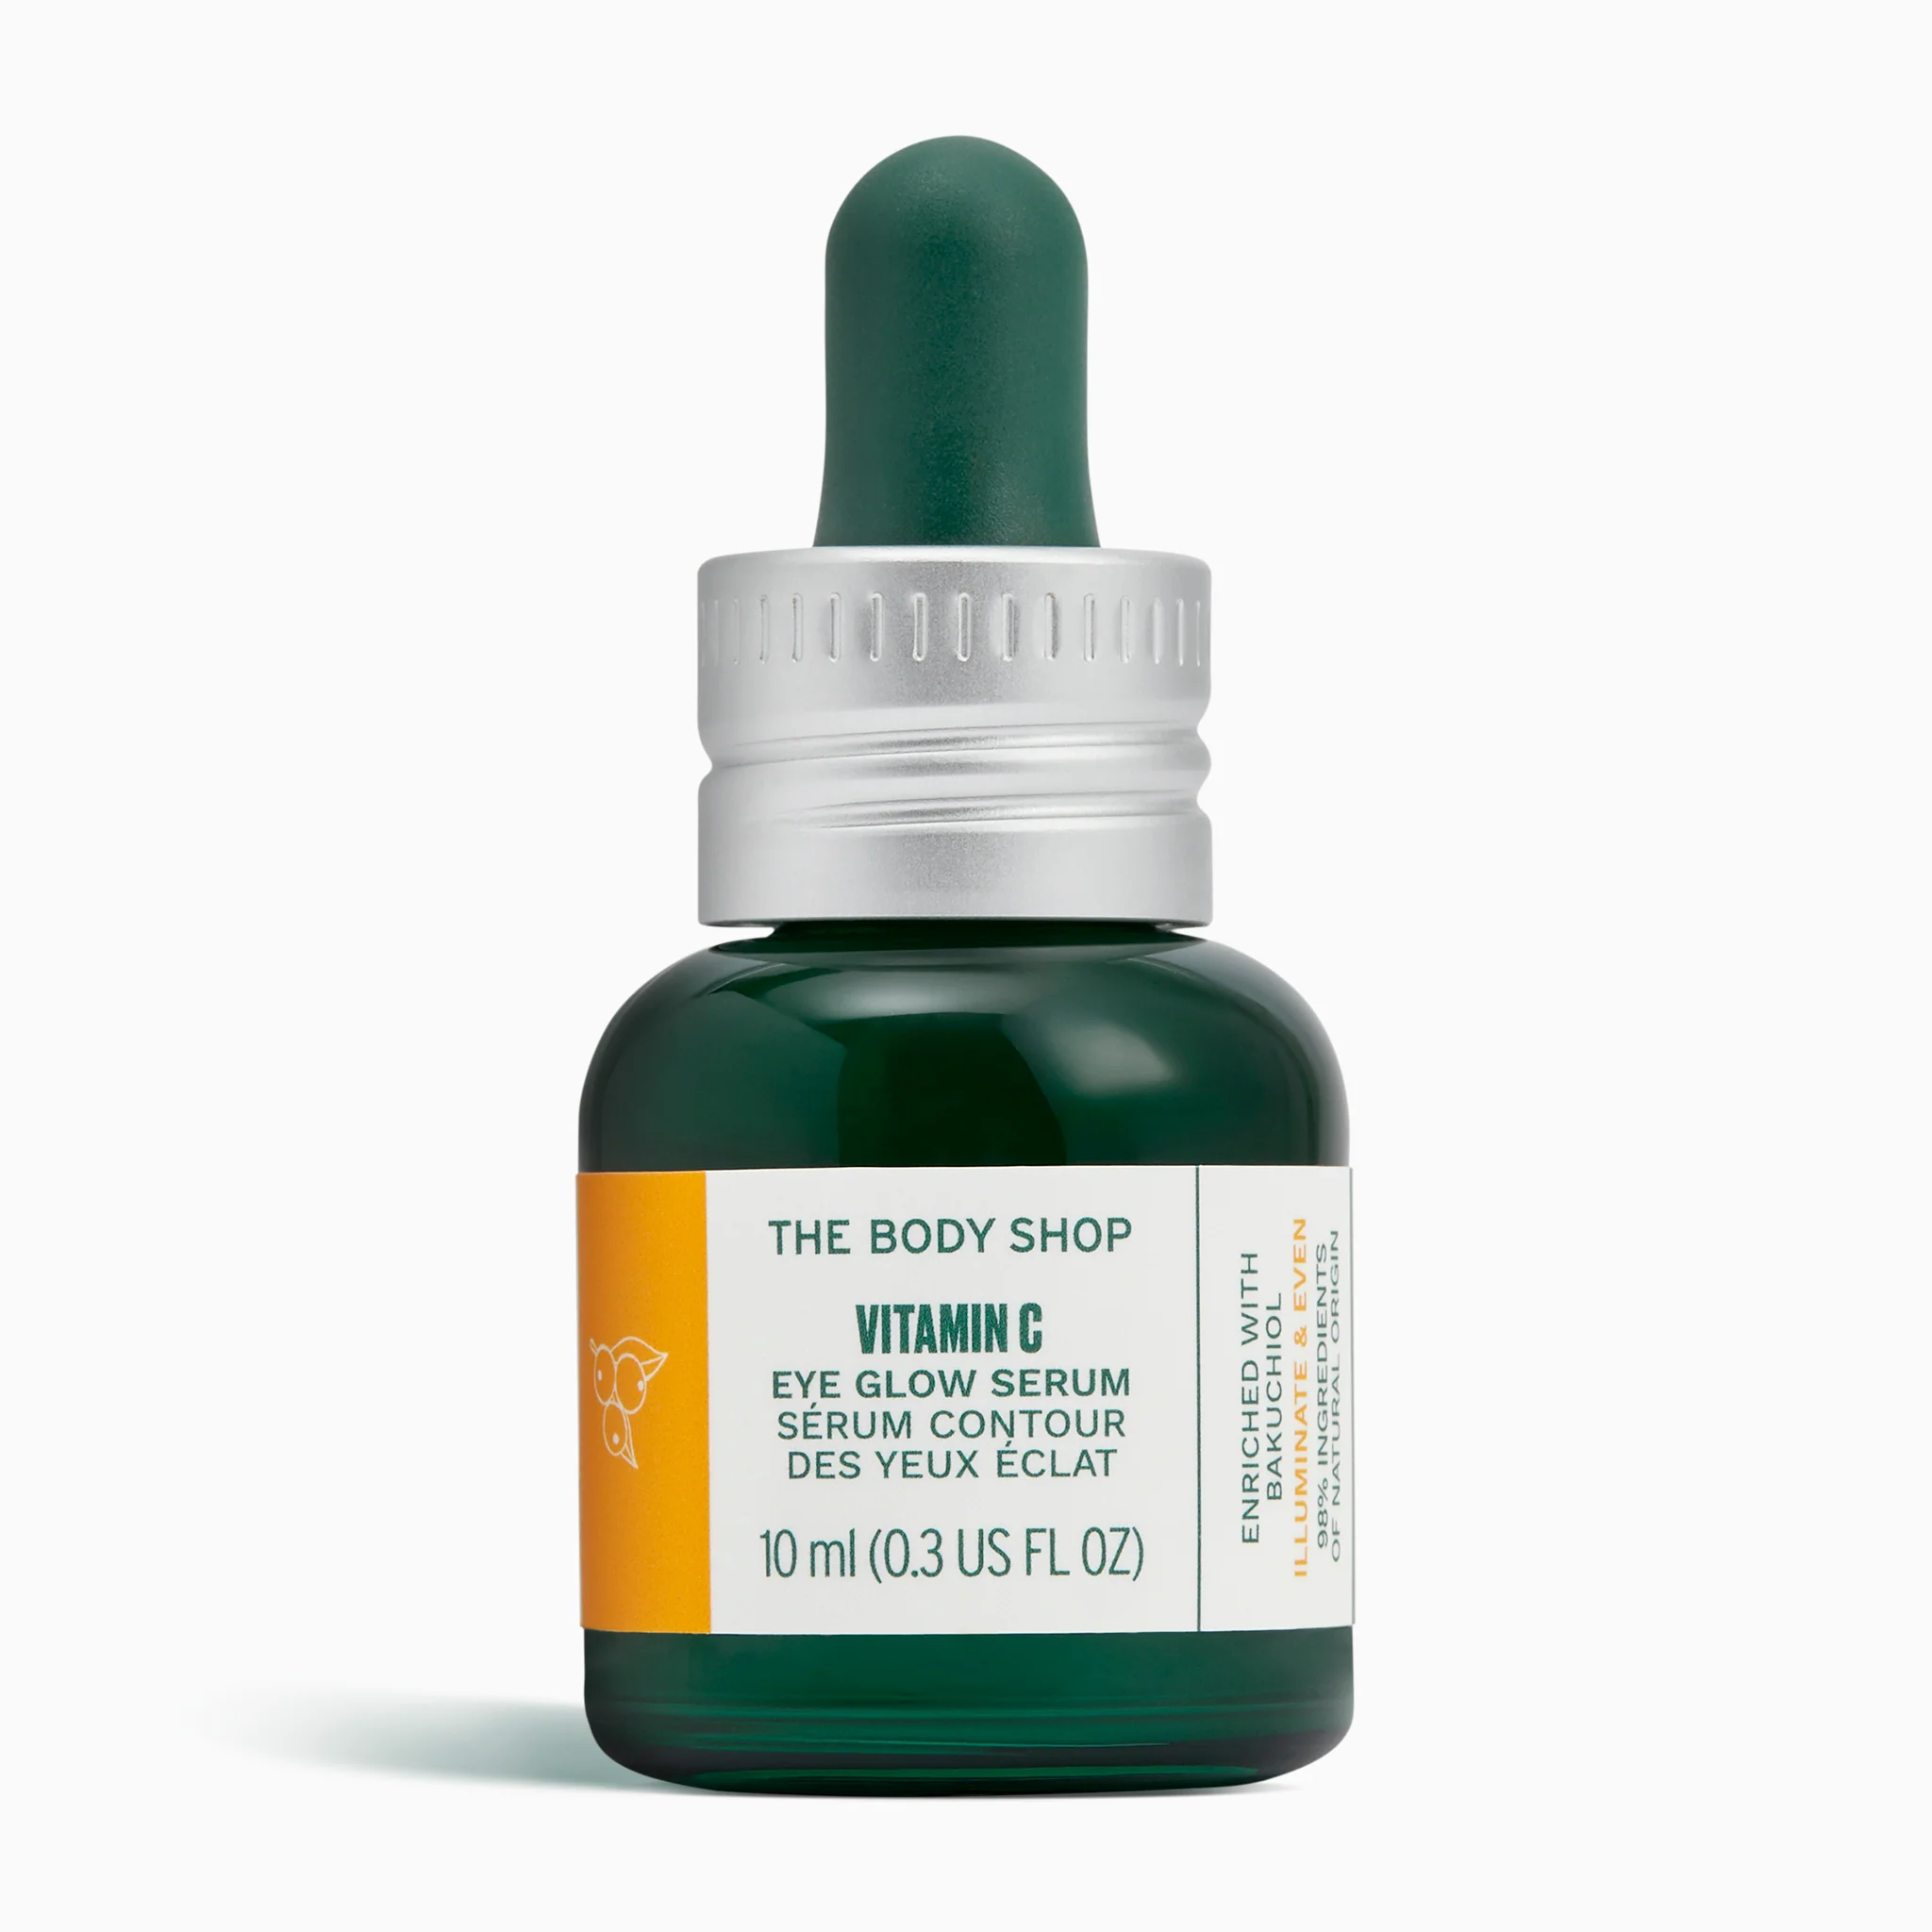 THE BODY SHOP
VITAMIN C
EYE GLOW SERUM
SÉRUM CONTOUR
DES YEUX ÉCLAT
10 ml (0.3 US FL OZ)
ENRICHED WITH
BAKUCHIOL
ILLUMINATE & EVEN
98% INGREDIENTS
OF NATURAL ORIGIN